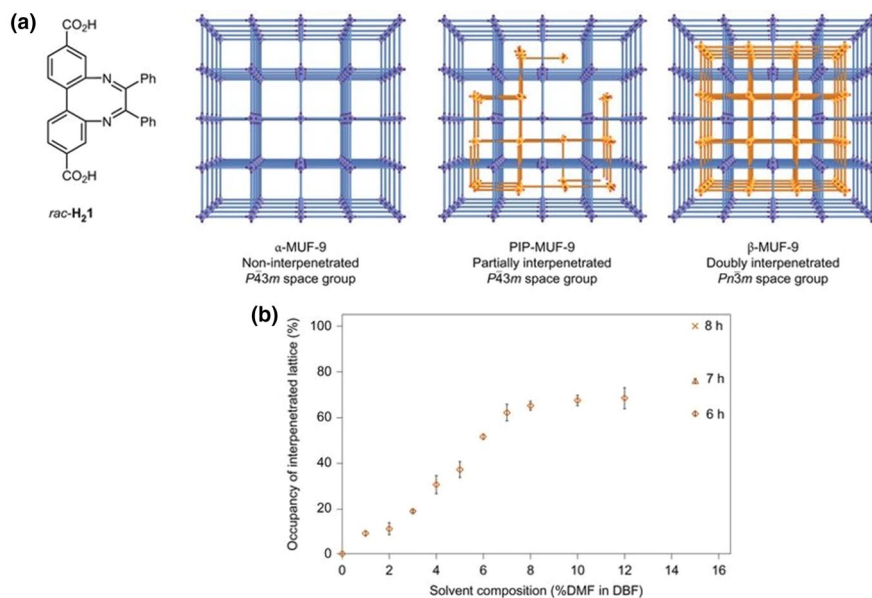 (a)
CO₂H
N
Ph
N
Ph
CO₂H
rac-H₂1
α-MUF-9
Non-interpenetrated
P4̅3m space group
PIP-MUF-9
Partially interpenetrated
P4̅3m space group
β-MUF-9
Doubly interpenetrated
Pn3̅m space group
(b)
Occupancy of interpenetrated lattice (%)
100
80
60
40
20
0
8 h
7 h
6 h
0 2 4 6 8 10 12 14 16
Solvent composition (%DMF in DBF)